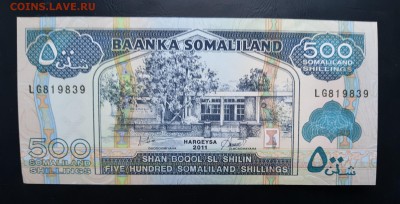 COINS.LAVE.RU
BAANKA SOMALILAND
٥٠٠
شلن
500
SOMALILAND
SHILLINGS
LG819839
LG819839
500
SOMALILAND
SHILLINGS
HARGEYSA
2011
SHAN BOQOL SL SHILIN
FIVE HUNDRED SOMALILAND SHILLINGS
٥٠٠
شلن